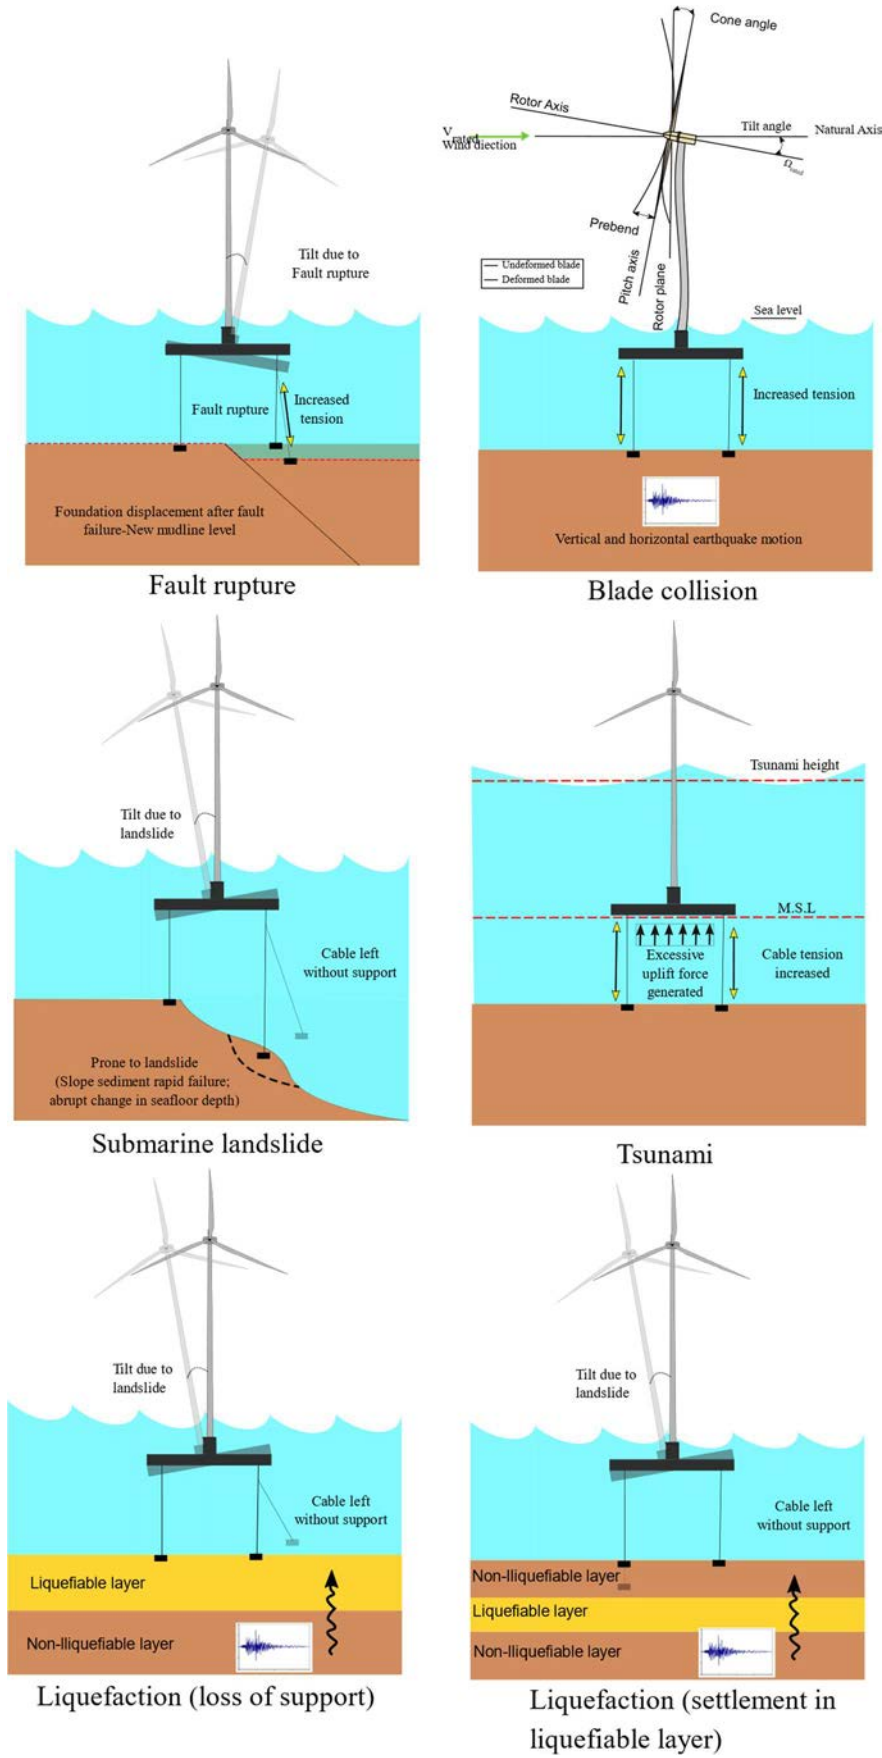 Tilt due to
Fault rupture
Fault rupture
Increased
tension
Foundation displacement after fault
failure-New mudline level
Fault rupture
Cone angle
Rotor Axis
V rated
Wind diection
Tilt angle
Natural Axis
Ω rated
Prebend
Undeformed blade
Deformed blade
Pitch axis
Rotor plane
Sea level
Increased tension
Vertical and horizontal earthquake motion
Blade collision
Tilt due to
landslide
Cable left
without support
Prone to landslide
(Slope sediment rapid failure;
abrupt change in seafloor depth)
Submarine landslide
Tsunami height
M.S.L
Excessive
uplift force
generated
Cable tension
increased
Tsunami
Tilt due to
landslide
Cable left
without support
Liquefiable layer
Non-lliquefiable layer
Liquefaction (loss of support)
Tilt due to
landslide
Cable left
without support
Non-lliquefiable layer
Liquefiable layer
Non-lliquefiable layer
Liquefaction (settlement in
liquefiable layer)